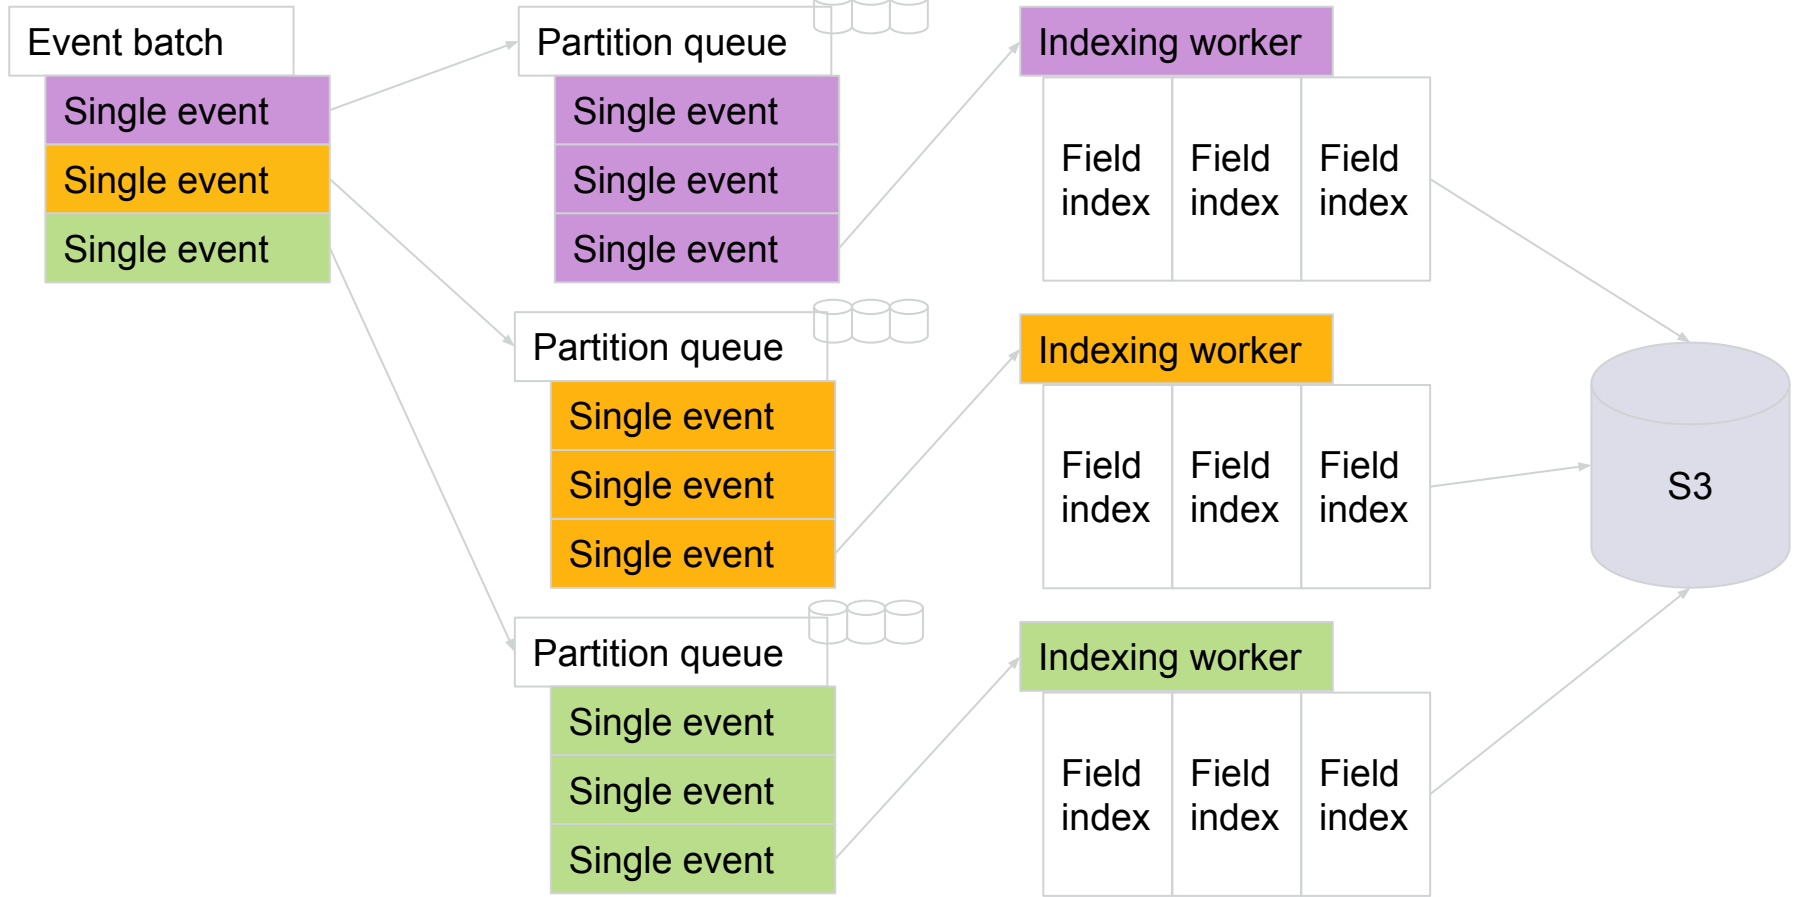 Event batch
Single event
Single event
Single event
Partition queue
Single event
Single event
Single event
Indexing worker
Field
index
Field
index
Field
index
Partition queue
Single event
Single event
Single event
Indexing worker
Field
index
Field
index
Field
index
Partition queue
Single event
Single event
Single event
Indexing worker
Field
index
Field
index
Field
index
S3